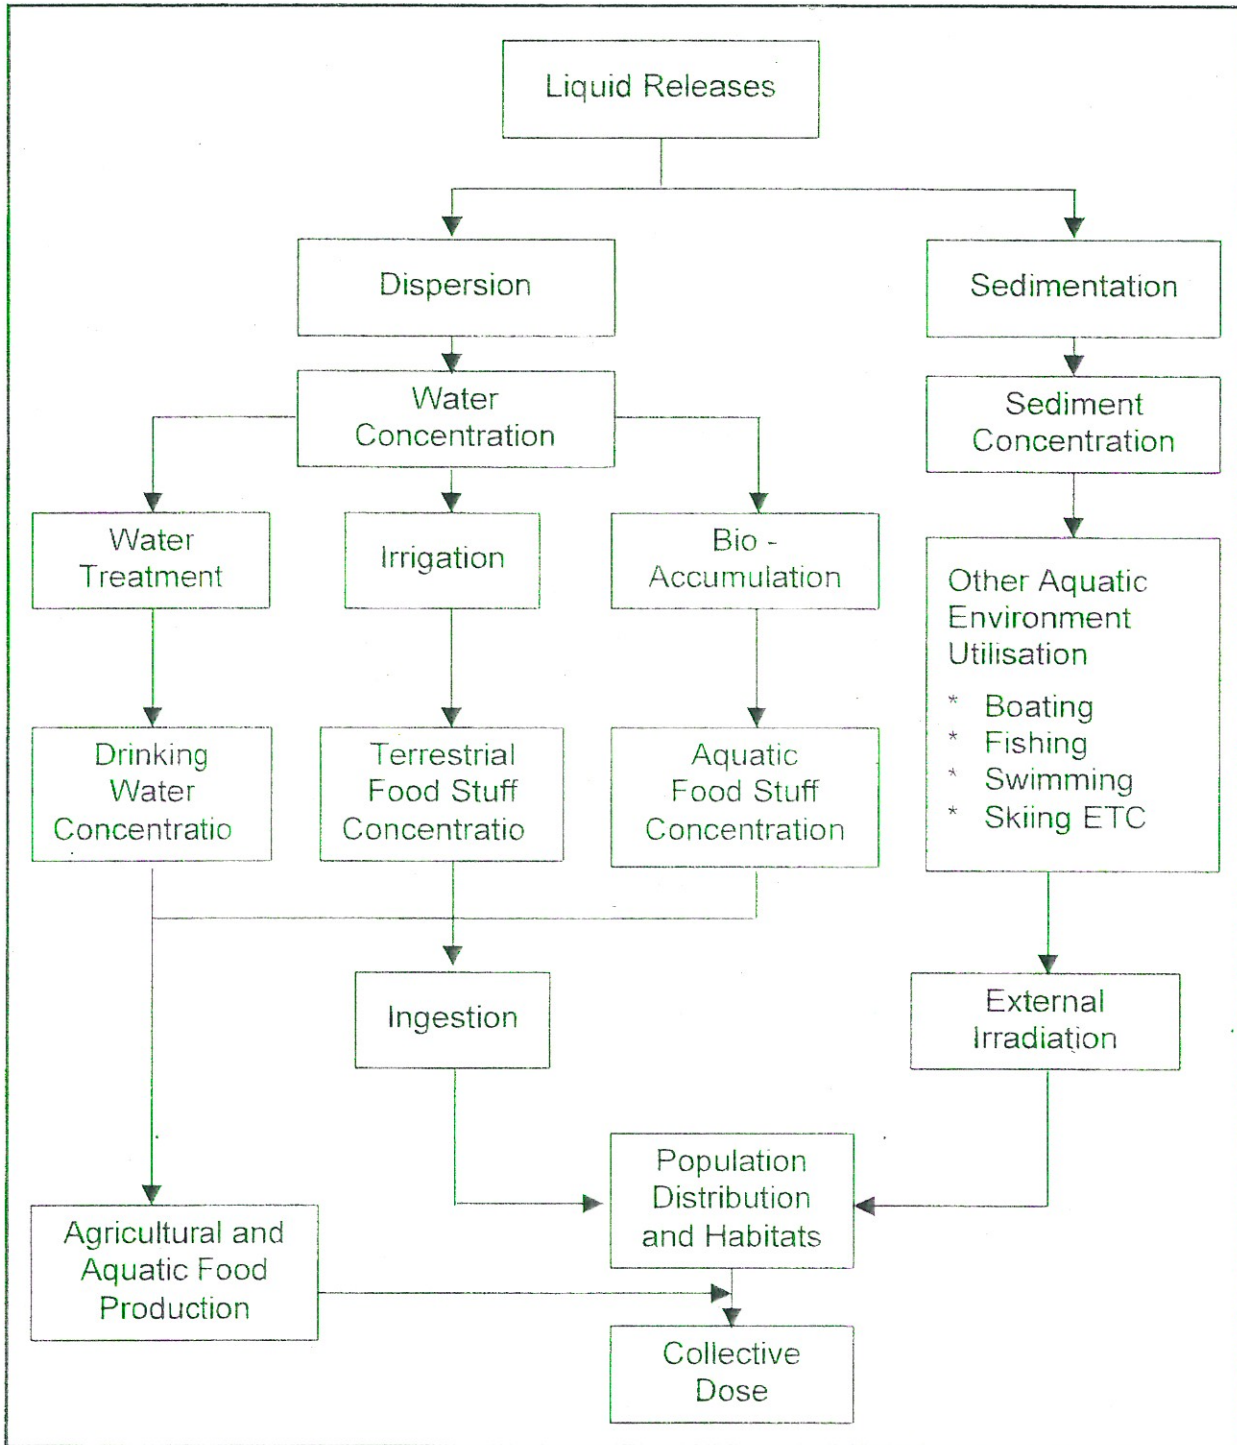 Liquid Releases
Dispersion
Sedimentation
Water
Concentration
Sediment
Concentration
Water
Treatment
Irrigation
Bio -
Accumulation
Other Aquatic
Environment
Utilisation
* Boating
* Fishing
* Swimming
* Skiing ETC
Drinking
Water
Concentratio
Terrestrial
Food Stuff
Concentratio
Aquatic
Food Stuff
Concentration
Ingestion
External
Irradiation
Population
Distribution
and Habitats
Agricultural and
Aquatic Food
Production
Collective
Dose